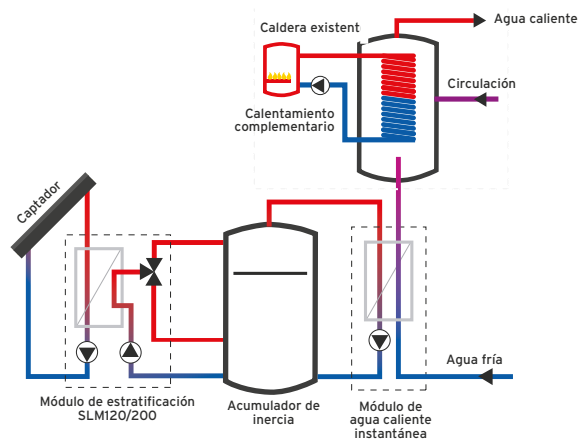 Caldera existent
Agua caliente
Circulación
Calentamiento
complementario
Captador
Agua fría
Módulo de estratificación
SLM120/200
Acumulador de
inercia
Módulo de
agua caliente
instantánea